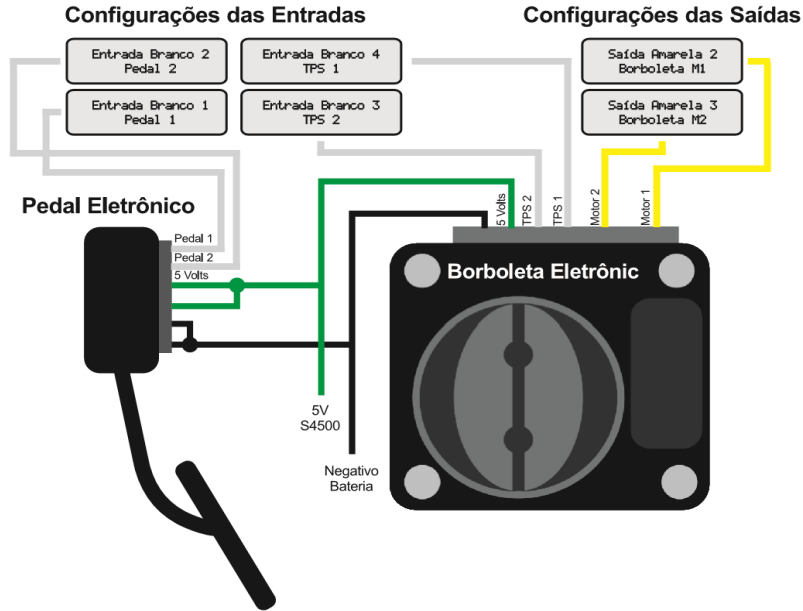 Configurações das Entradas
Configurações das Saídas
Entrada Branco 2
Pedal 2
Entrada Branco 4
TPS 1
Saída Amarela 2
Borboleta M1
Entrada Branco 1
Pedal 1
Entrada Branco 3
TPS 2
Saída Amarela 3
Borboleta M2
Pedal Eletrônico
Pedal 1
Pedal 2
5 Volts
5 Volts
TPS 2
TPS 1
Motor 2
Motor 1
Borboleta Eletrônic
5V
S4500
Negativo
Bateria